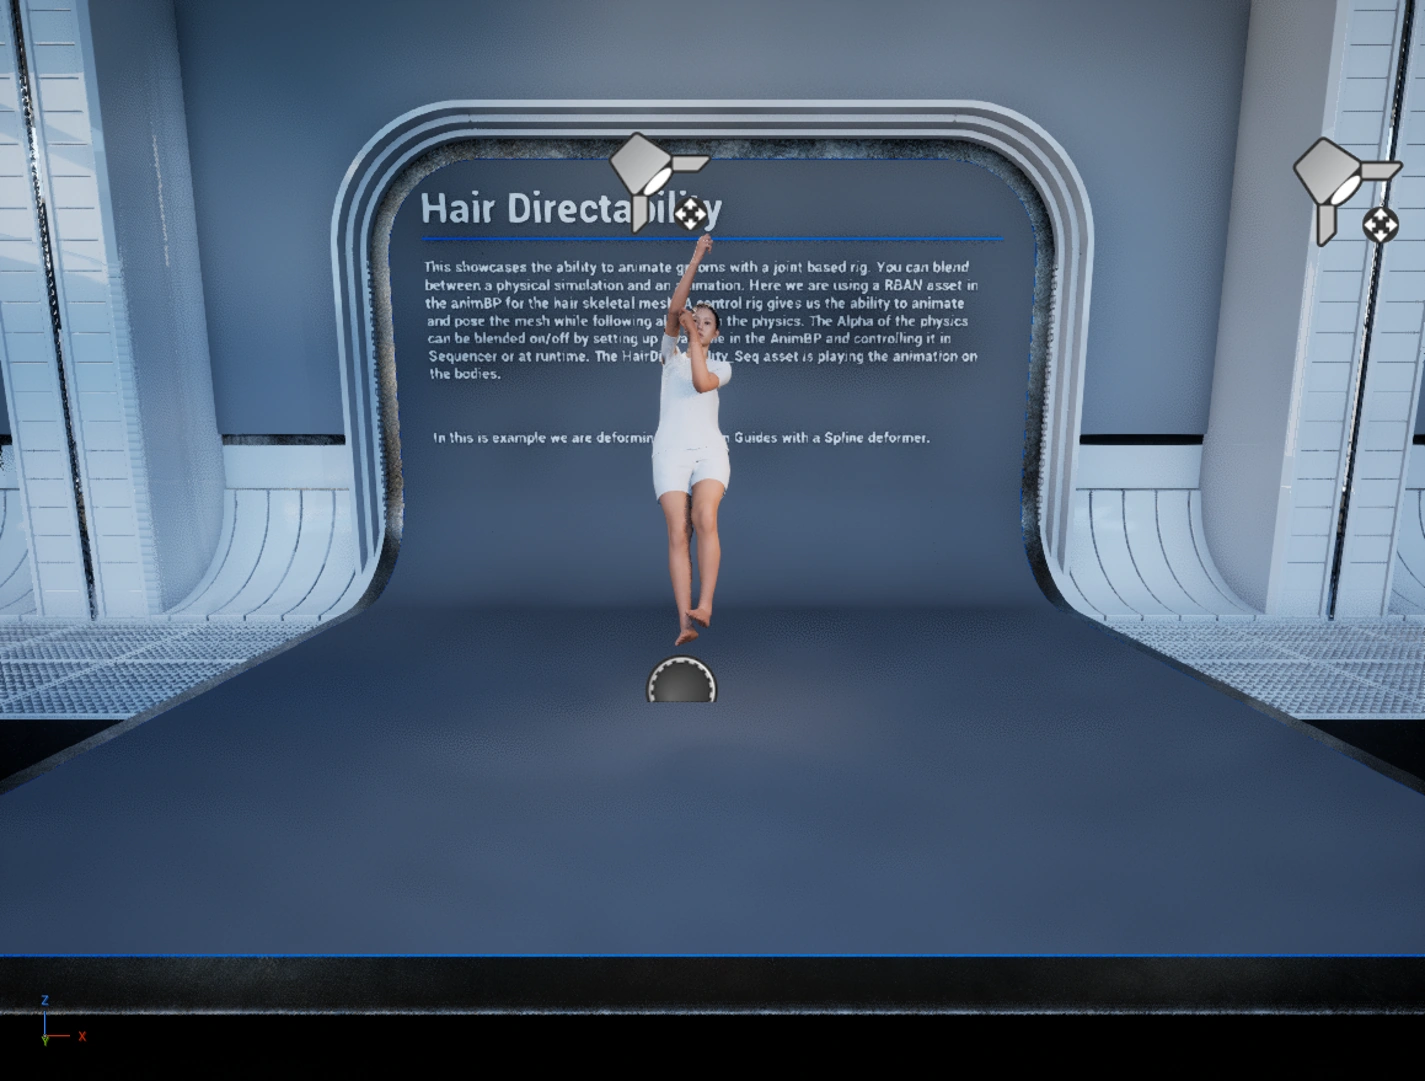 Hair Directability
This showcases the ability to animate grooms with a joint based rig. You can blend
between a physical simulation and an animation. Here we are using a RBAN asset in
the animBP for the hair skeletal mesh. A control rig gives us the ability to animate
and pose the mesh while following the physics. The Alpha of the physics
can be blended on/off by setting up in the AnimBP and controlling it in
Sequencer or at runtime. The HairDirectability_Seq asset is playing the animation on
the bodies.
In this is example we are Guides with a Spline deformer.
Z
X
Y